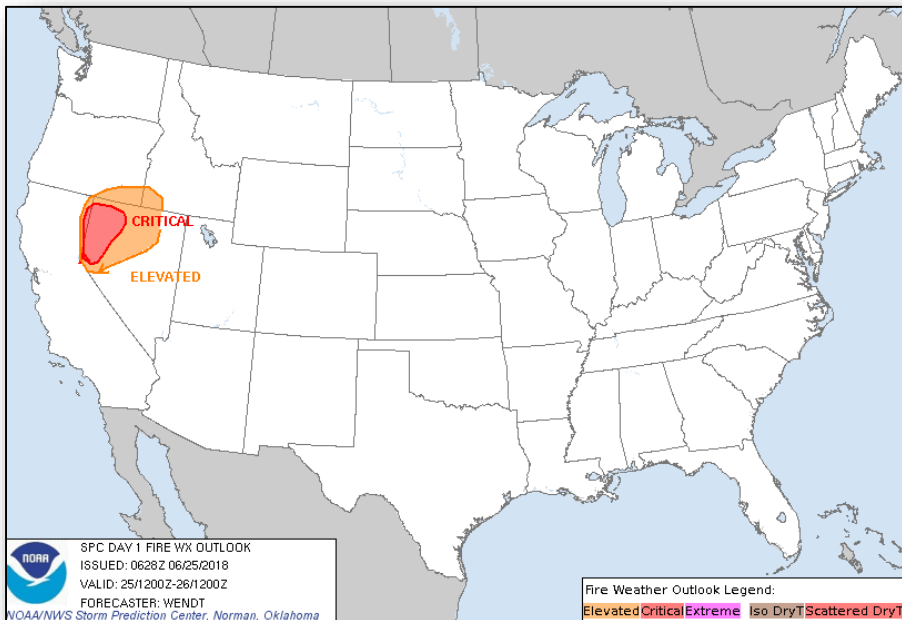 CRITICAL
ELEVATED
NOAA
SPC DAY 1 FIRE WX OUTLOOK
ISSUED: 0628Z 06/25/2018
VALID: 25/1200Z-26/1200Z
FORECASTER: WENDT
NOAA/NWS Storm Prediction Center, Norman, Oklahoma
Fire Weather Outlook Legend:
Elevated Critical Extreme Iso DryT Scattered DryT